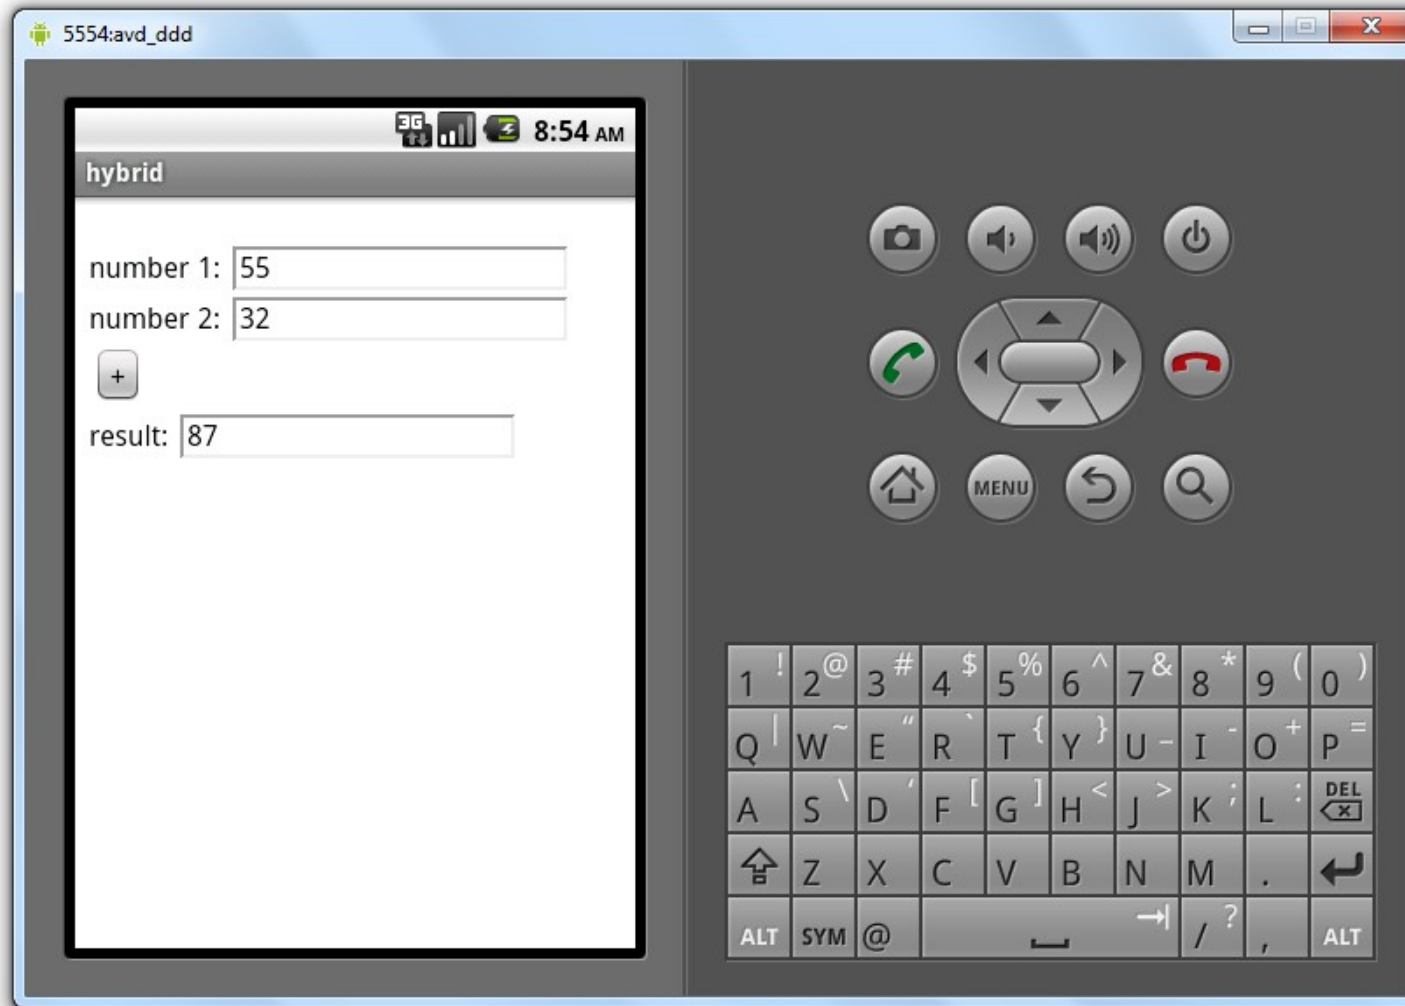 5554:avd_ddd
3G 8:54 AM
hybrid
number 1: 55
number 2: 32
+
result: 87
MENU
1 ! 2 @ 3 # 4 $ 5 % 6 ^ 7 & 8 * 9 ( 0 )
Q | W ~ E “ R ` T { Y } U _ I - O + P =
A S \ D ‘ F [ G ] H < J > K ; L : DEL
Z X C V B N M .
ALT SYM @ / ? , ALT